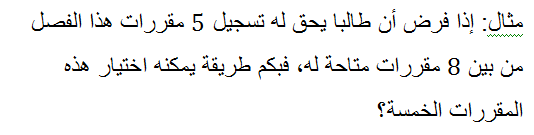 مثال: إذا فرض أن طالبا يحق له تسجيل 5 مقررات هذا الفصل
من بين 8 مقررات متاحة له، فبكم طريقة يمكنه اختيار هذه
المقررات الخمسة؟